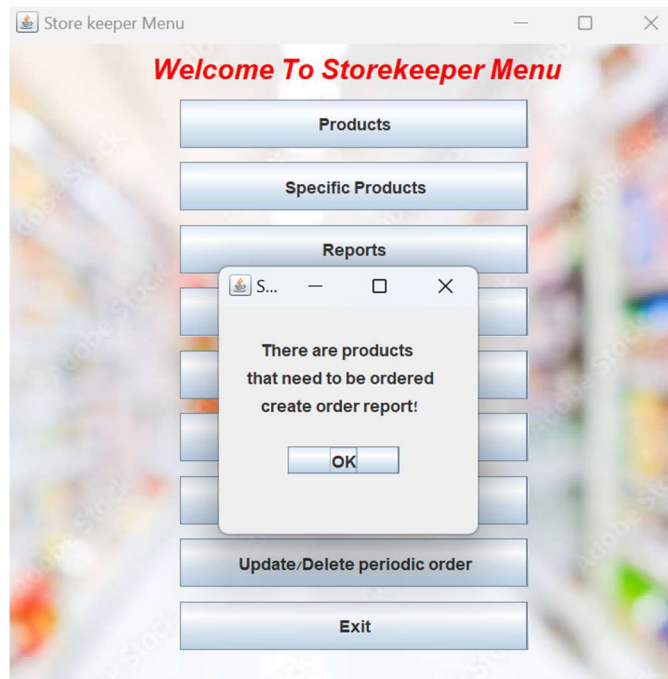 Store keeper Menu
Welcome To Storekeeper Menu
Products
Specific Products
Reports
S...
There are products
that need to be ordered
create order report!
OK
Update/Delete periodic order
Exit